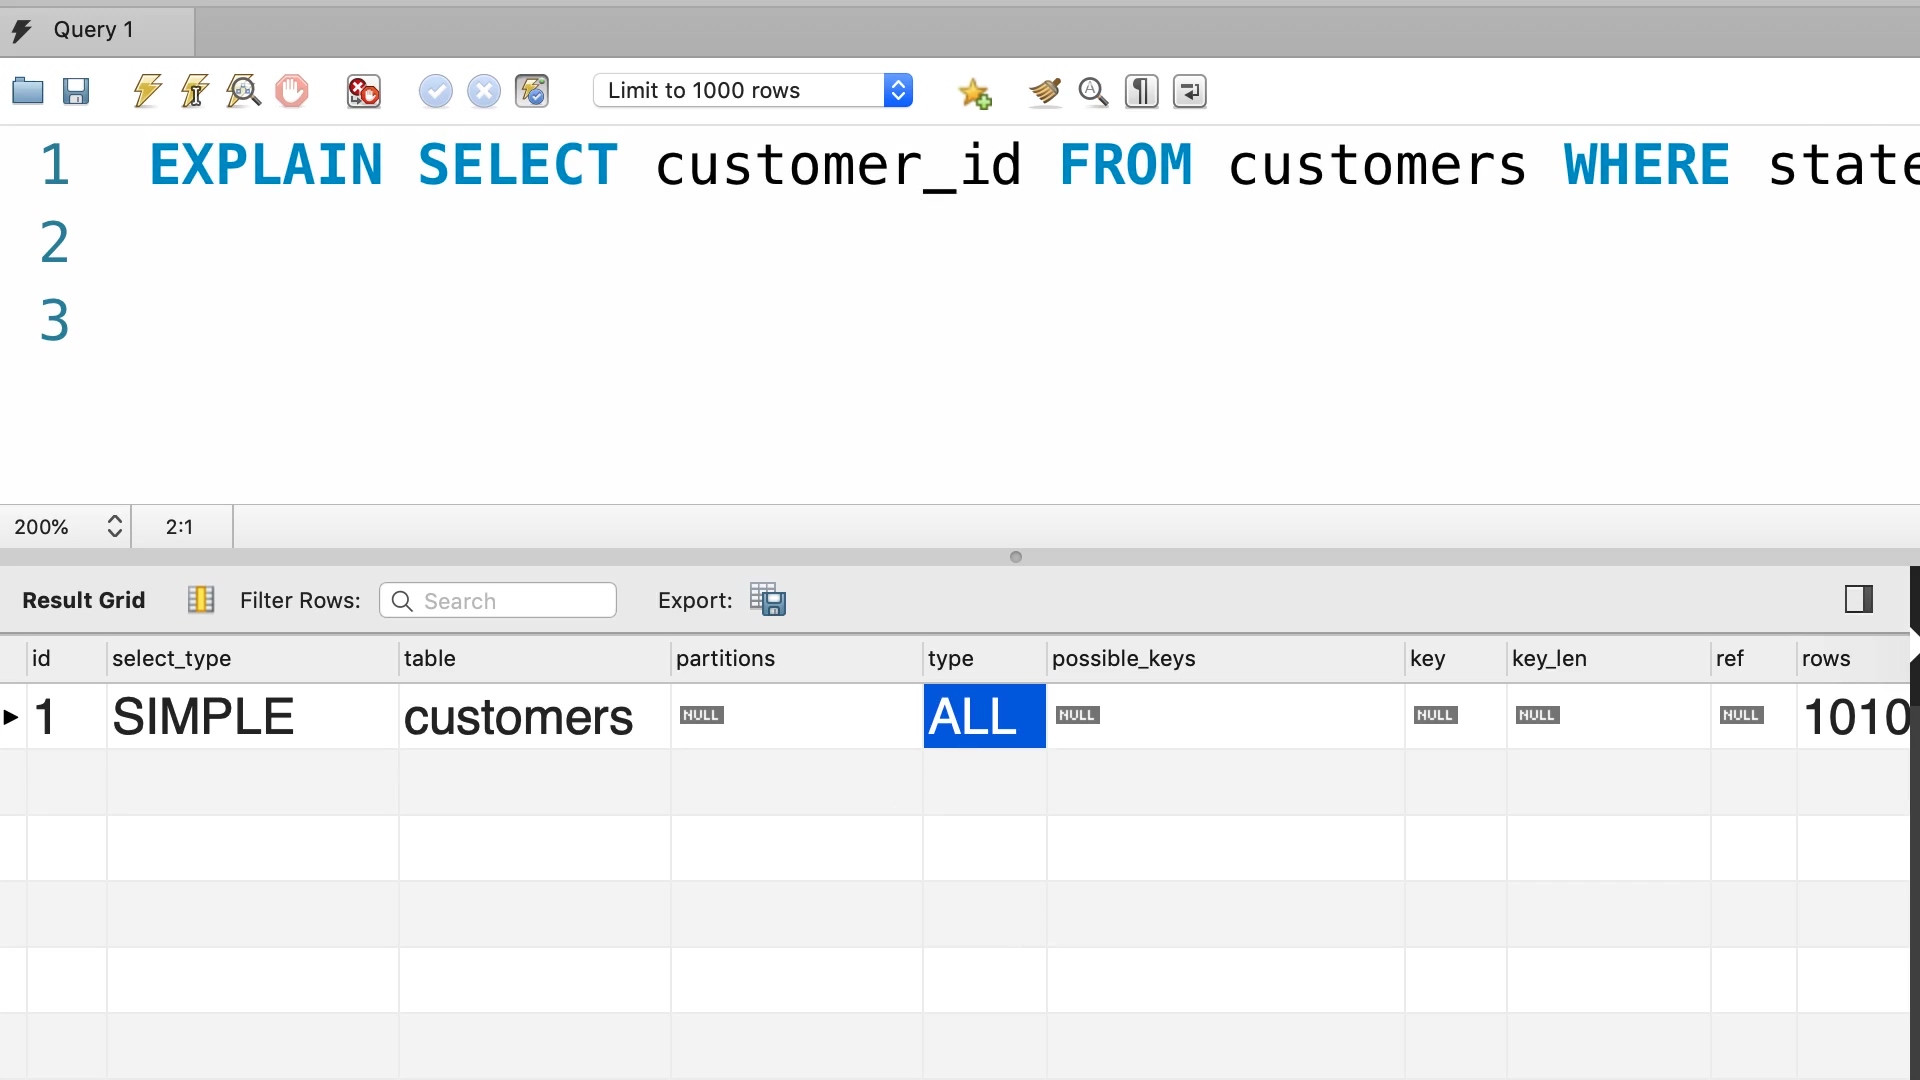 Query 1
Limit to 1000 rows
1 EXPLAIN SELECT customer_id FROM customers WHERE state
2
3
200% 2:1
Result Grid Filter Rows: Search Export:
id select_type table partitions type possible_keys key key_len ref rows
1 SIMPLE customers NULL ALL NULL NULL NULL NULL 1010